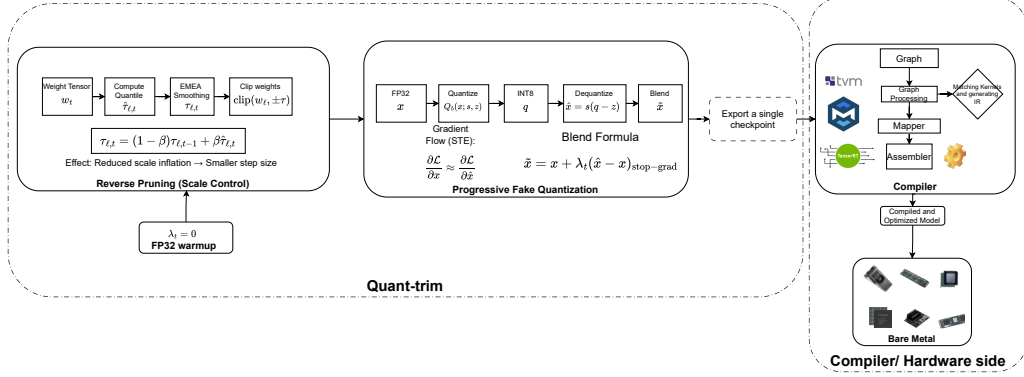 Weight Tensor
w_t
Compute
Quantile
τ̂_{ℓ,t}
EMEA
Smoothing
τ_{ℓ,t}
Clip weights
clip(w_ℓ, ±τ)
τ_{ℓ,t} = (1 − β)τ_{ℓ,t−1} + βτ̂_{ℓ,t}
Effect: Reduced scale inflation → Smaller step size
Reverse Pruning (Scale Control)
λ_t = 0
FP32 warmup
FP32
x
Quantize
Q_b(x; s, z)
INT8
q
Dequantize
x̂ = s(q − z)
Blend
x̃
Gradient
Flow (STE):
∂L/∂x ≈ ∂L/∂x̂
Blend Formula
x̃ = x + λ_t(x̂ − x)_{stop−grad}
Progressive Fake Quantization
Quant-trim
Export a single
checkpoint
tvm
TensorRT
Graph
Graph
Processing
Matching Kernels
and generating
IR
Mapper
Assembler
Compiler
Compiled and
Optimized Model
Bare Metal
Compiler/ Hardware side